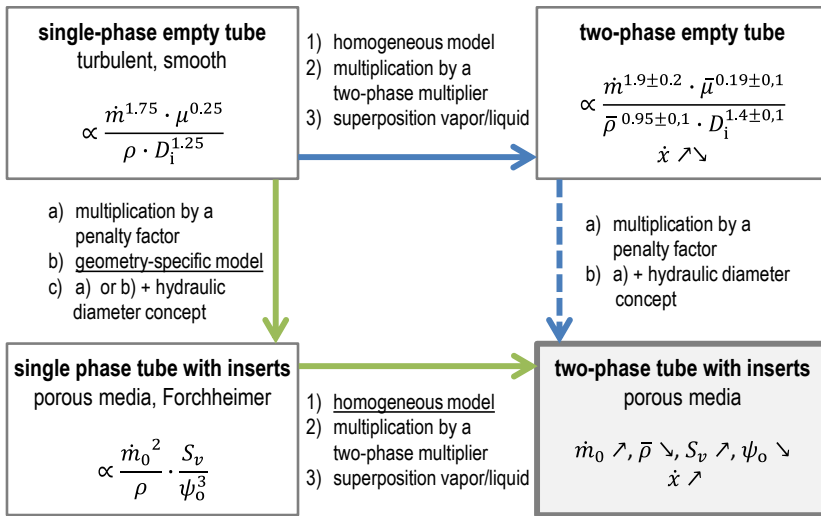 single-phase empty tube
turbulent, smooth
∝ ṁ^1.75 · μ^0.25 / ρ · D_i^1.25
1) homogeneous model
2) multiplication by a
two-phase multiplier
3) superposition vapor/liquid
two-phase empty tube
∝ ṁ^1.9±0.2 · μ̄^0.19±0,1 / ρ̄^0.95±0,1 · D_i^1.4±0,1
ẋ ↗↘
a) multiplication by a
penalty factor
b) geometry-specific model
c) a) or b) + hydraulic
diameter concept
a) multiplication by a
penalty factor
b) a) + hydraulic diameter
concept
single phase tube with inserts
porous media, Forchheimer
∝ ṁ_0^2 / ρ · S_v / ψ_o^3
1) homogeneous model
2) multiplication by a
two-phase multiplier
3) superposition vapor/liquid
two-phase tube with inserts
porous media
ṁ_0 ↗, ρ̄ ↘, S_v ↗, ψ_o ↘
ẋ ↗